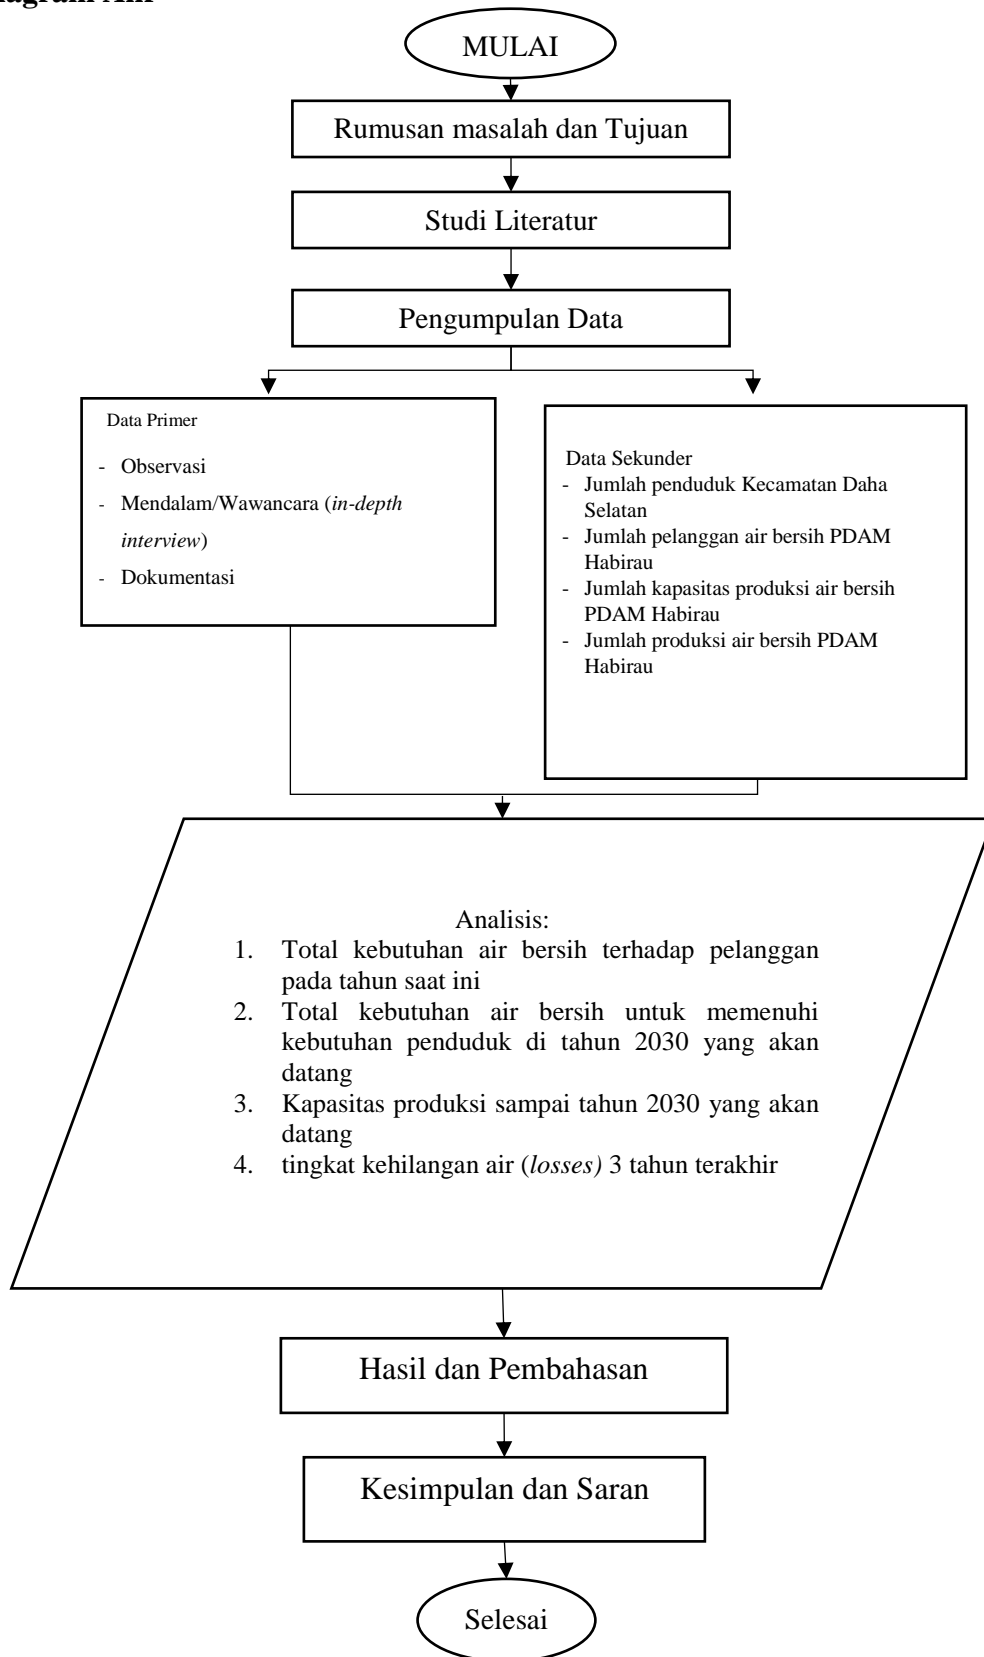 MULAI
Rumusan masalah dan Tujuan
Studi Literatur
Pengumpulan Data
Data Primer
- Observasi
- Mendalam/Wawancara (in-depth
interview)
- Dokumentasi
Data Sekunder
- Jumlah penduduk Kecamatan Daha
Selatan
- Jumlah pelanggan air bersih PDAM
Habirau
- Jumlah kapasitas produksi air bersih
PDAM Habirau
- Jumlah produksi air bersih PDAM
Habirau
Analisis:
1. Total kebutuhan air bersih terhadap pelanggan
pada tahun saat ini
2. Total kebutuhan air bersih untuk memenuhi
kebutuhan penduduk di tahun 2030 yang akan
datang
3. Kapasitas produksi sampai tahun 2030 yang akan
datang
4. tingkat kehilangan air (losses) 3 tahun terakhir
Hasil dan Pembahasan
Kesimpulan dan Saran
Selesai